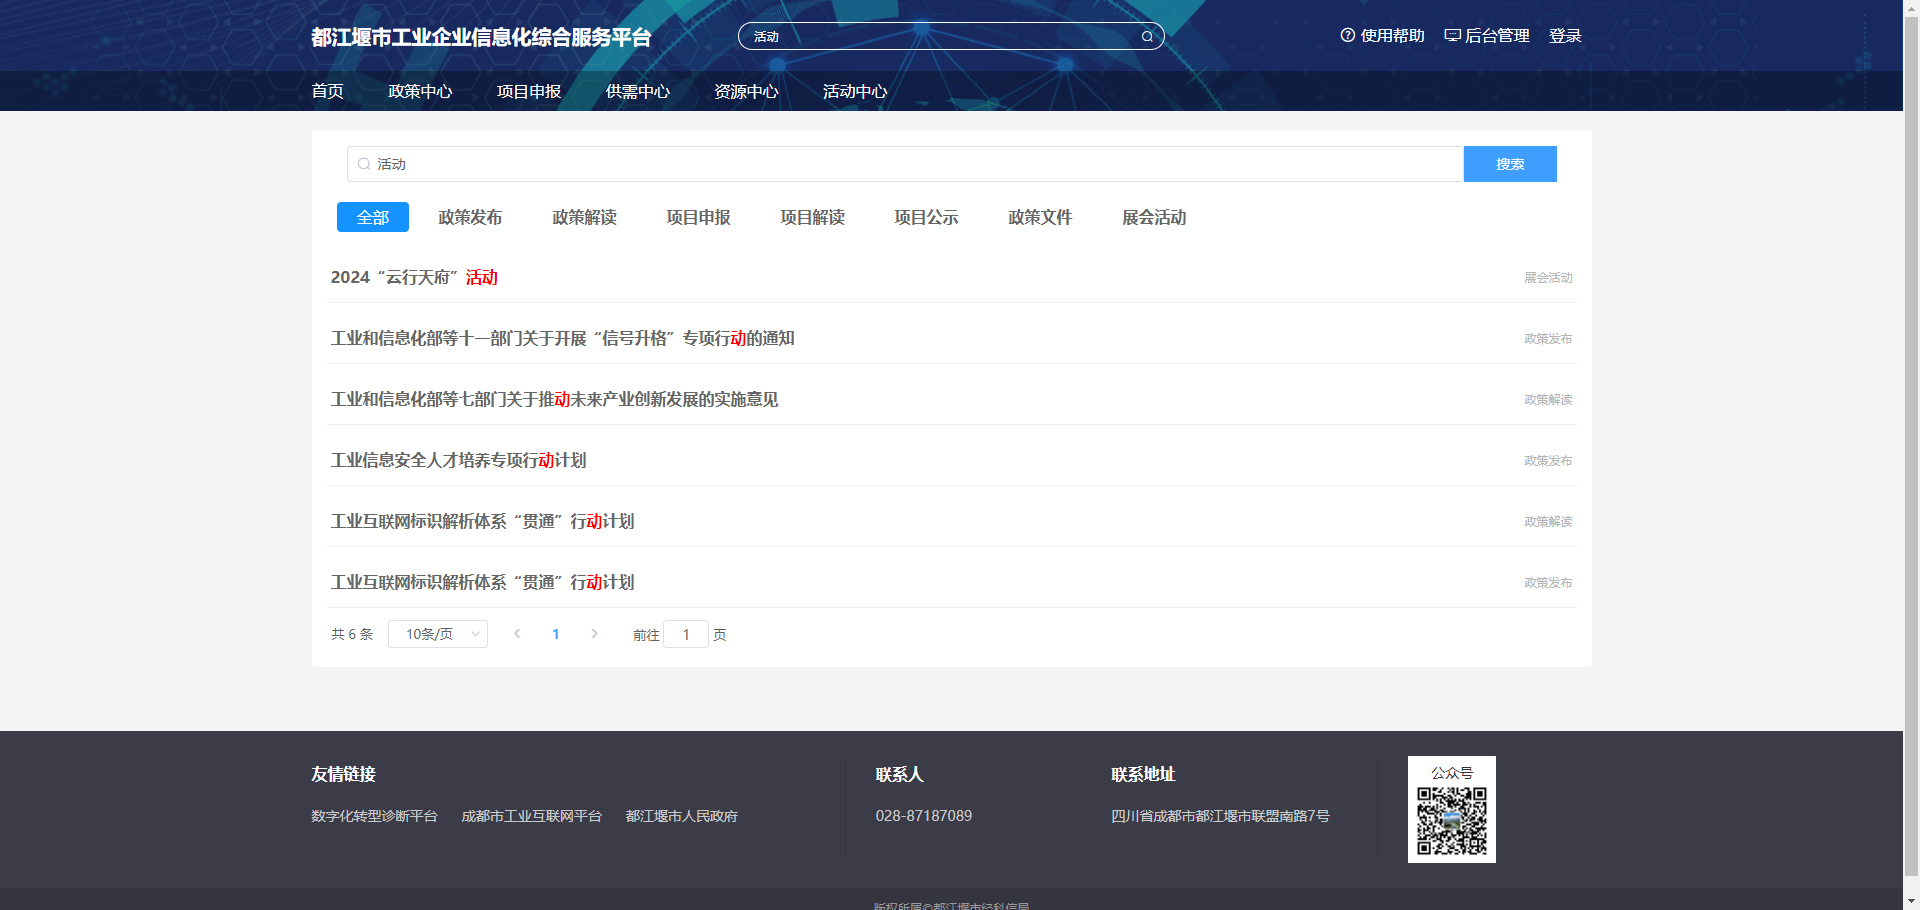 都江堰市工业企业信息化综合服务平台
活动
使用帮助 后台管理 登录
首页 政策中心 项目申报 供需中心 资源中心 活动中心
活动 搜索
全部 政策发布 政策解读 项目申报 项目解读 项目公示 政策文件 展会活动
2024“云行天府”活动 展会活动
工业和信息化部等十一部门关于开展“信号升格”专项行动的通知 政策发布
工业和信息化部等七部门关于推动未来产业创新发展的实施意见 政策解读
工业信息安全人才培养专项行动计划 政策发布
工业互联网标识解析体系“贯通”行动计划 政策解读
工业互联网标识解析体系“贯通”行动计划 政策发布
共 6 条 10条/页 1 前往 1 页
友情链接 联系人 联系地址 公众号
数字化转型诊断平台 成都市工业互联网平台 都江堰市人民政府 028-87187089 四川省成都市都江堰市联盟南路7号
版权所属©都江堰市经科信局